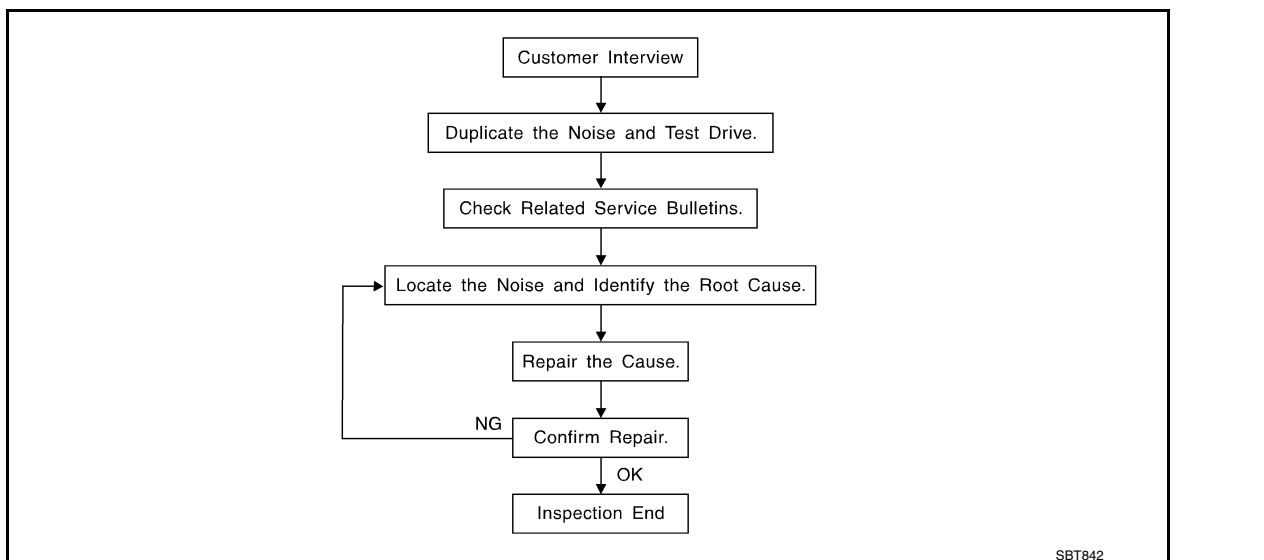 Customer Interview
Duplicate the Noise and Test Drive.
Check Related Service Bulletins.
Locate the Noise and Identify the Root Cause.
Repair the Cause.
NG
Confirm Repair.
OK
Inspection End
SBT842